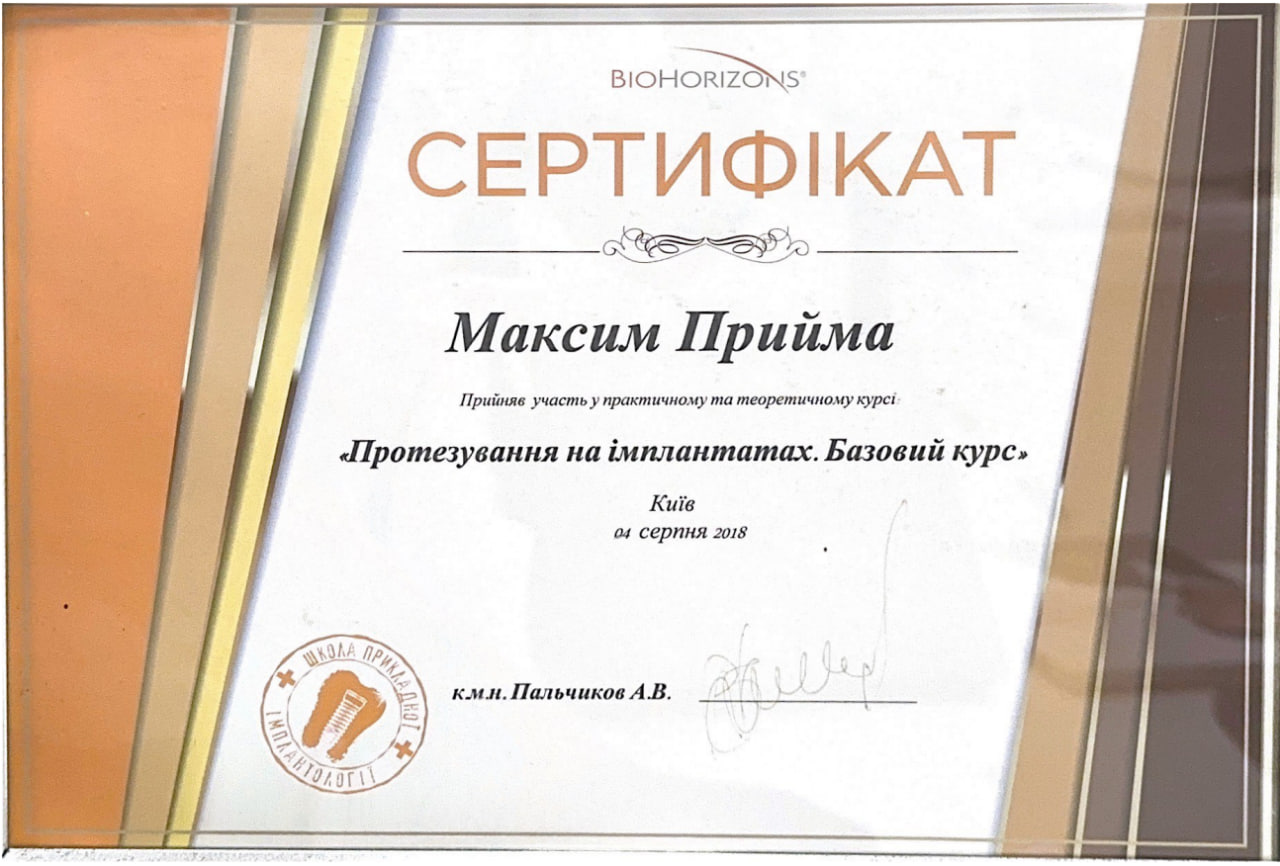 BIOHORIZONS®
СЕРТИФІКАТ
Максим Прийма
Прийняв участь у практичному та теоретичному курсі:
«Протезування на імплантатах. Базовий курс»
Київ
04 серпня 2018
к.м.н. Пальчиков А.В.
ШКОЛА ПРИКЛАДНОЇ
ІМПЛАНТОЛОГІЇ